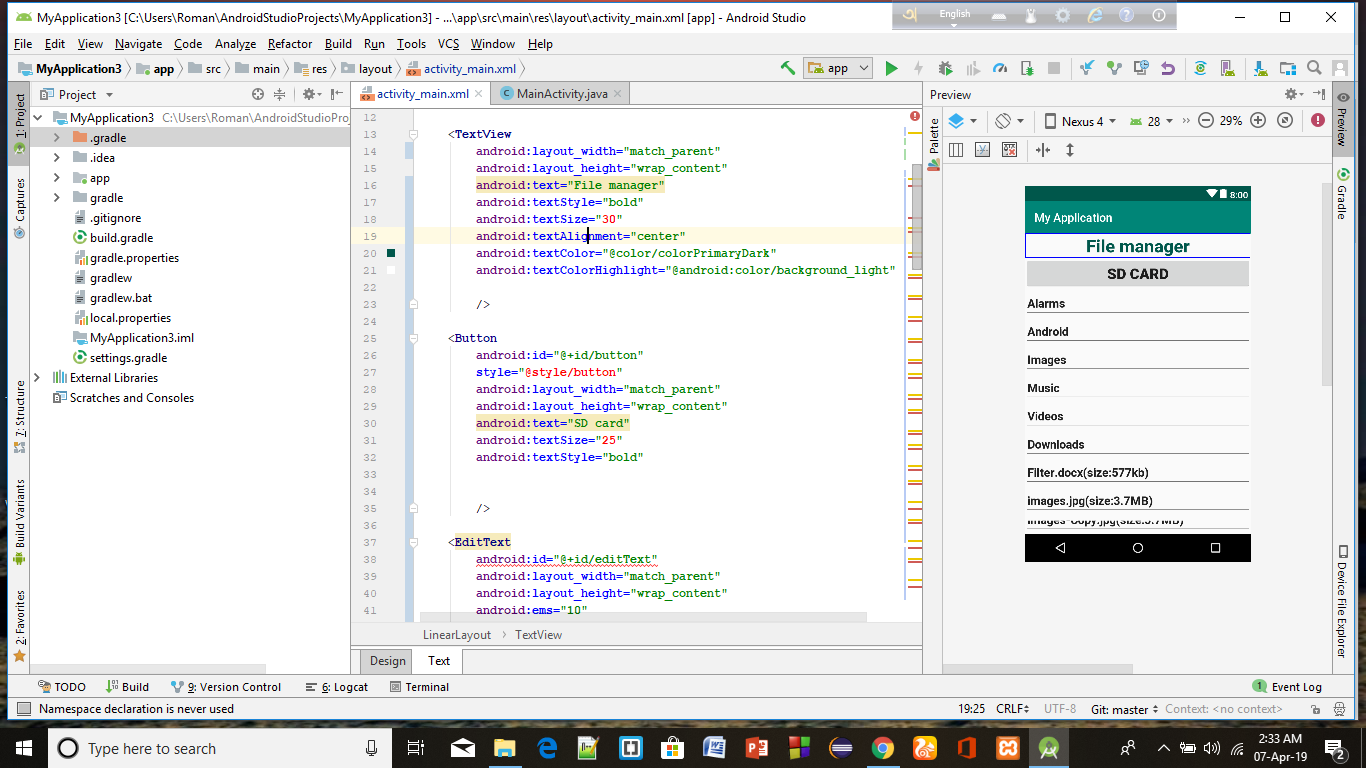 MyApplication3 [C:\Users\Roman\AndroidStudioProjects\MyApplication3] - ...\app\src\main\res\layout\activity_main.xml [app] - Android Studio
English
File Edit View Navigate Code Analyze Refactor Build Run Tools VCS Window Help
MyApplication3 app src main res layout activity_main.xml
app
1: Project
Captures
7: Structure
Build Variants
2: Favorites
Project
MyApplication3 C:\Users\Roman\AndroidStudioPro
.gradle
.idea
app
gradle
.gitignore
build.gradle
gradle.properties
gradlew
gradlew.bat
local.properties
MyApplication3.iml
settings.gradle
External Libraries
Scratches and Consoles
activity_main.xml MainActivity.java
12
13 <TextView
14 android:layout_width="match_parent"
15 android:layout_height="wrap_content"
16 android:text="File manager"
17 android:textStyle="bold"
18 android:textSize="30"
19 android:textAlignment="center"
20 android:textColor="@color/colorPrimaryDark"
21 android:textColorHighlight="@android:color/background_light"
22
23 />
24
25 <Button
26 android:id="@+id/button"
27 style="@style/button"
28 android:layout_width="match_parent"
29 android:layout_height="wrap_content"
30 android:text="SD card"
31 android:textSize="25"
32 android:textStyle="bold"
33
34
35 />
36
37 <EditText
38 android:id="@+id/editText"
39 android:layout_width="match_parent"
40 android:layout_height="wrap_content"
41 android:ems="10"
LinearLayout TextView
Design Text
Preview
Palette
Nexus 4 28 29%
8:00
My Application
File manager
SD CARD
Alarms
Android
Images
Music
Videos
Downloads
Filter.docx(size:577kb)
images.jpg(size:3.7MB)
images-copy.jpg(size:3.7MB)
Preview
Gradle
Device File Explorer
TODO Build 9: Version Control 6: Logcat Terminal 1 Event Log
Namespace declaration is never used 19:25 CRLF UTF-8 Git: master Context: <no context>
Type here to search
2:33 AM
07-Apr-19
2